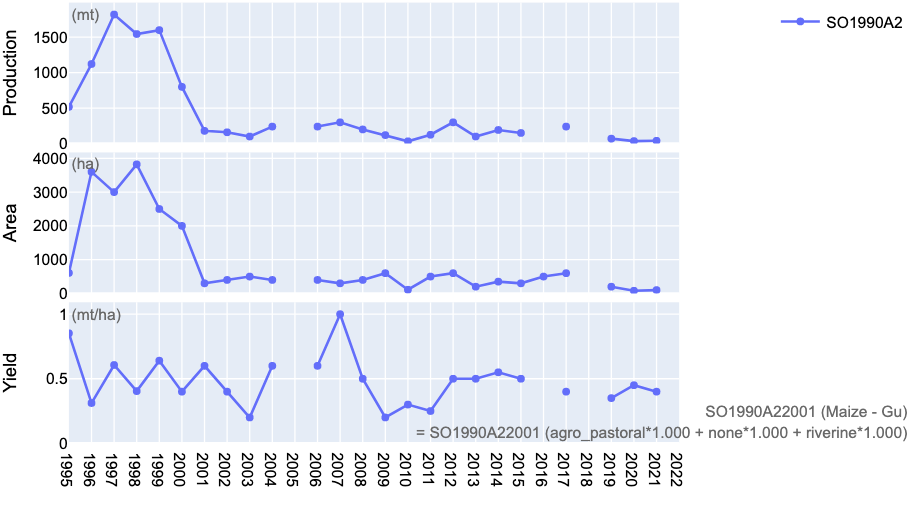 (mt)
SO1990A2
Production
1500
1000
500
0
(ha)
Area
4000
3000
2000
1000
0
(mt/ha)
Yield
1
0.5
0
SO1990A22001 (Maize - Gu)
= SO1990A22001 (agro_pastoral*1.000 + none*1.000 + riverine*1.000)
1995 1996 1997 1998 1999 2000 2001 2002 2003 2004 2005 2006 2007 2008 2009 2010 2011 2012 2013 2014 2015 2016 2017 2018 2019 2020 2021 2022